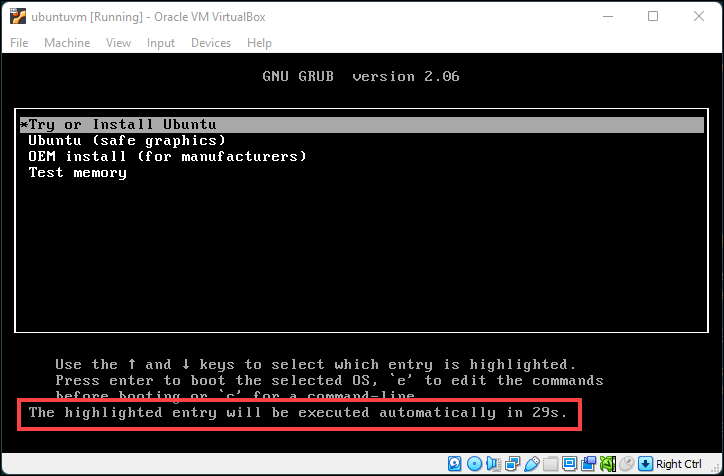 ubuntuvm [Running] - Oracle VM VirtualBox
File Machine View Input Devices Help
GNU GRUB version 2.06
*Try or Install Ubuntu
Ubuntu (safe graphics)
OEM install (for manufacturers)
Test memory
Use the ↑ and ↓ keys to select which entry is highlighted.
Press enter to boot the selected OS, `e' to edit the commands
before booting or `c' for a command-line.
The highlighted entry will be executed automatically in 29s.
Right Ctrl